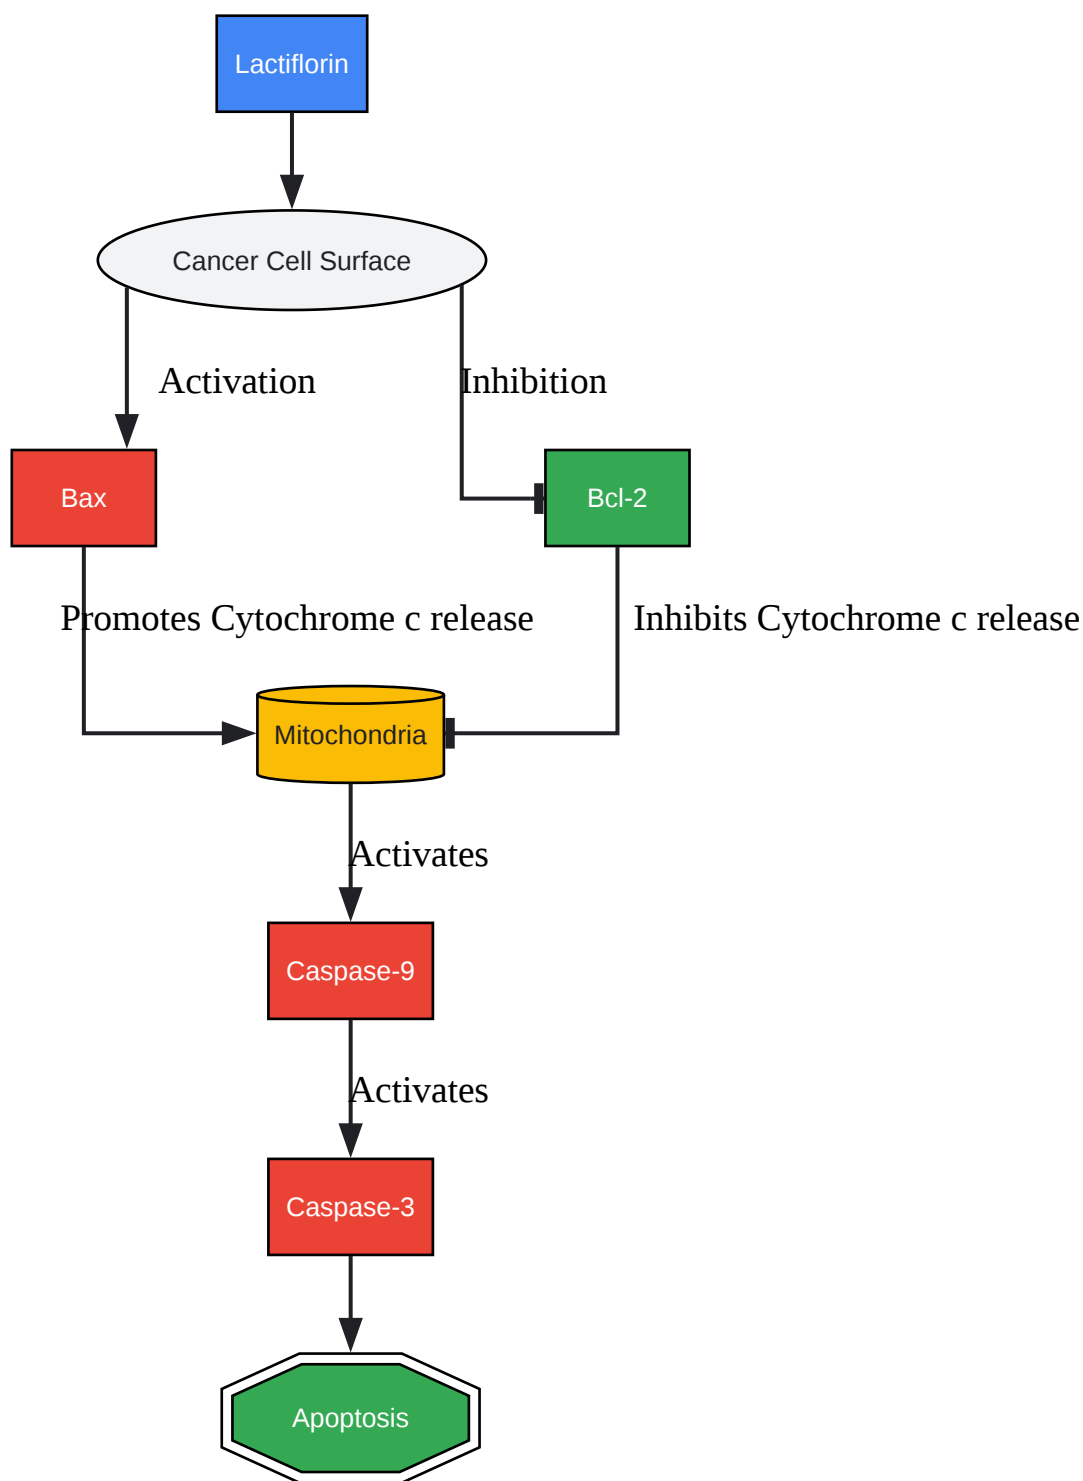 Lactiflorin
Cancer Cell Surface
Activation
Inhibition
Bax
Bcl-2
Promotes Cytochrome c release
Inhibits Cytochrome c release
Mitochondria
Activates
Caspase-9
Activates
Caspase-3
Apoptosis